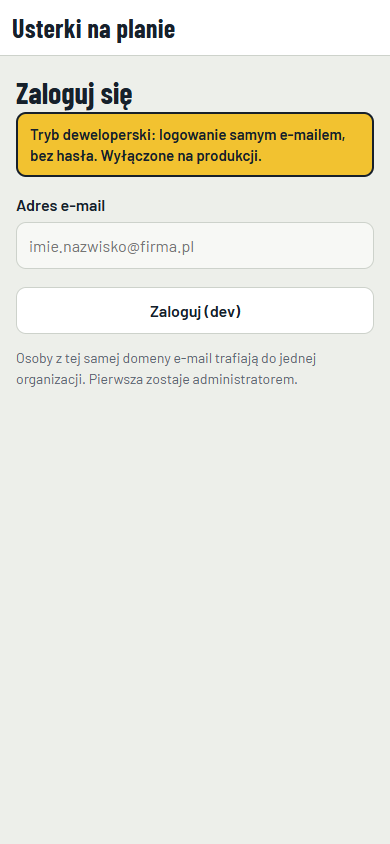 Usterki na planie
Zaloguj się
Tryb deweloperski: logowanie samym e-mailem,
bez hasła. Wyłączone na produkcji.
Adres e-mail
imie.nazwisko@firma.pl
Zaloguj (dev)
Osoby z tej samej domeny e-mail trafiają do jednej
organizacji. Pierwsza zostaje administratorem.